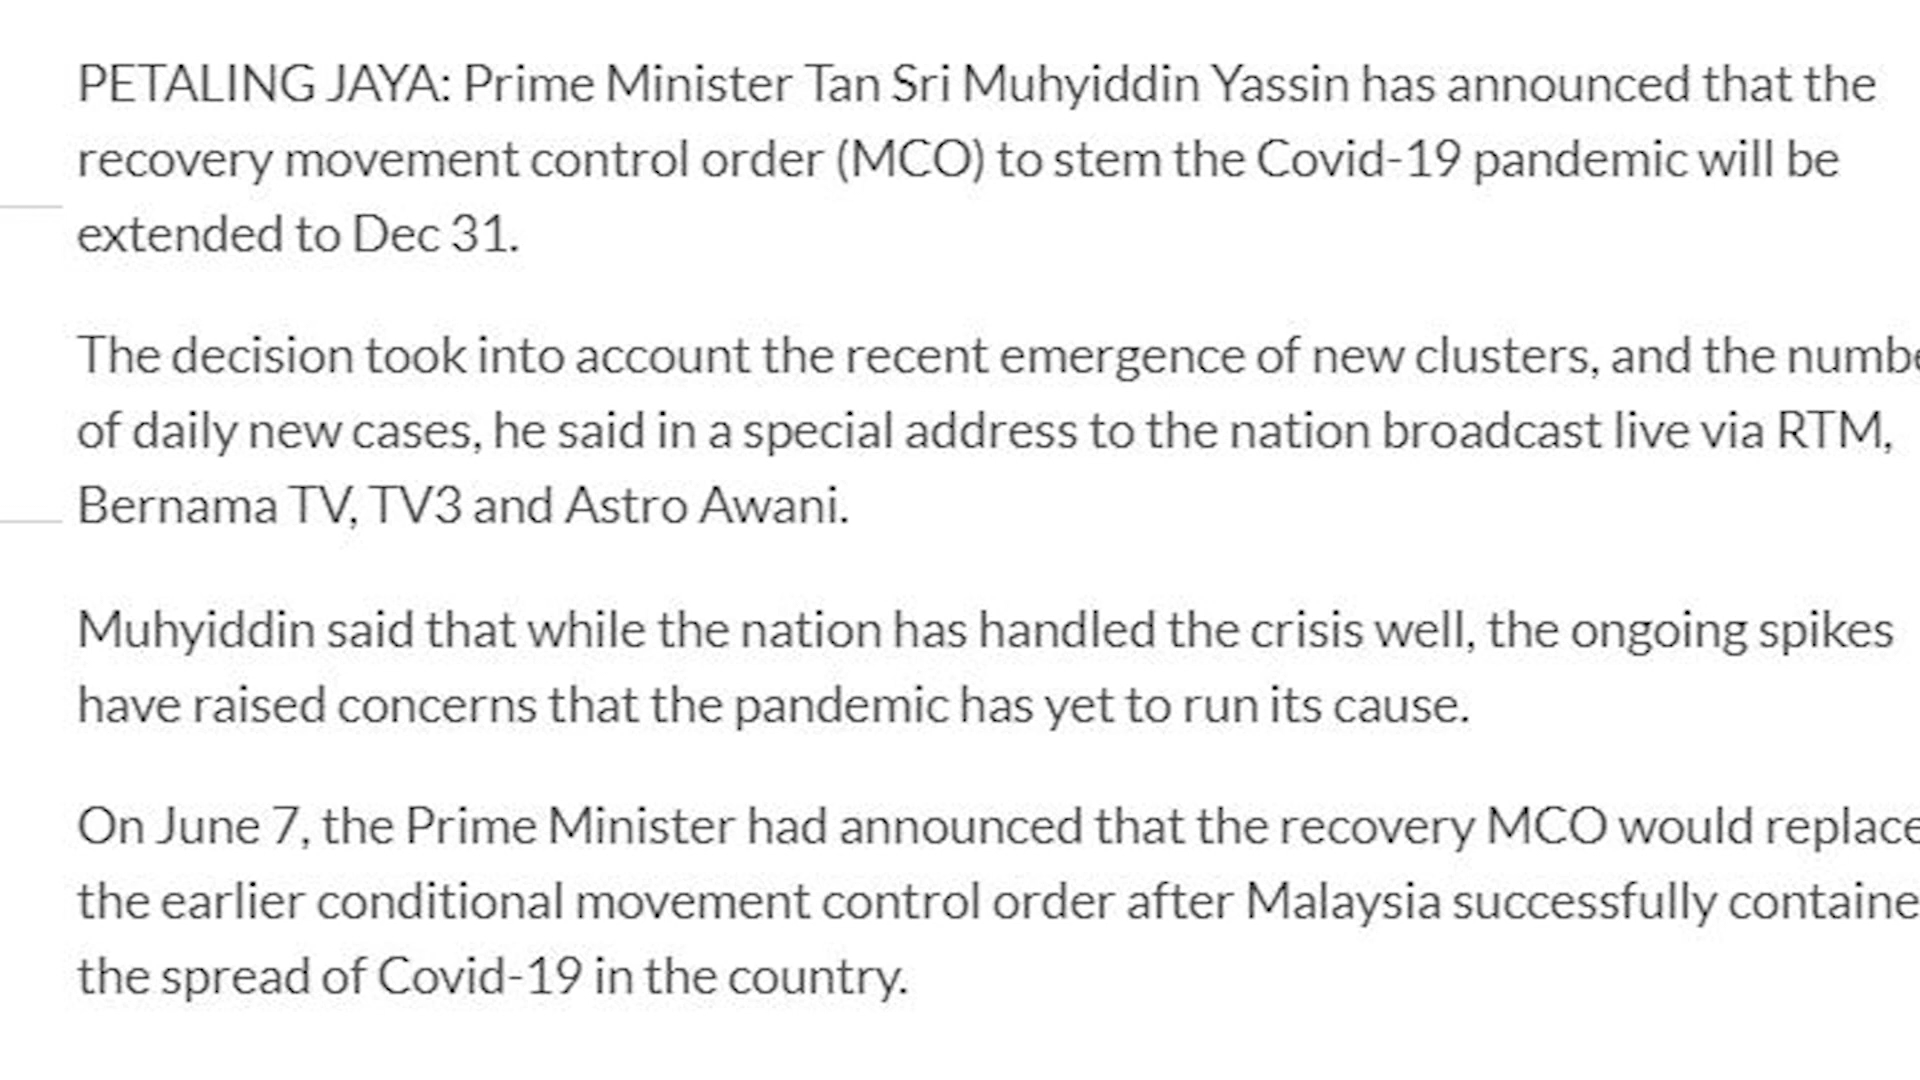 PETALING JAYA: Prime Minister Tan Sri Muhyiddin Yassin has announced that the
recovery movement control order (MCO) to stem the Covid-19 pandemic will be
extended to Dec 31.
The decision took into account the recent emergence of new clusters, and the numbe
of daily new cases, he said in a special address to the nation broadcast live via RTM,
Bernama TV, TV3 and Astro Awani.
Muhyiddin said that while the nation has handled the crisis well, the ongoing spikes
have raised concerns that the pandemic has yet to run its cause.
On June 7, the Prime Minister had announced that the recovery MCO would replace
the earlier conditional movement control order after Malaysia successfully containe
the spread of Covid-19 in the country.